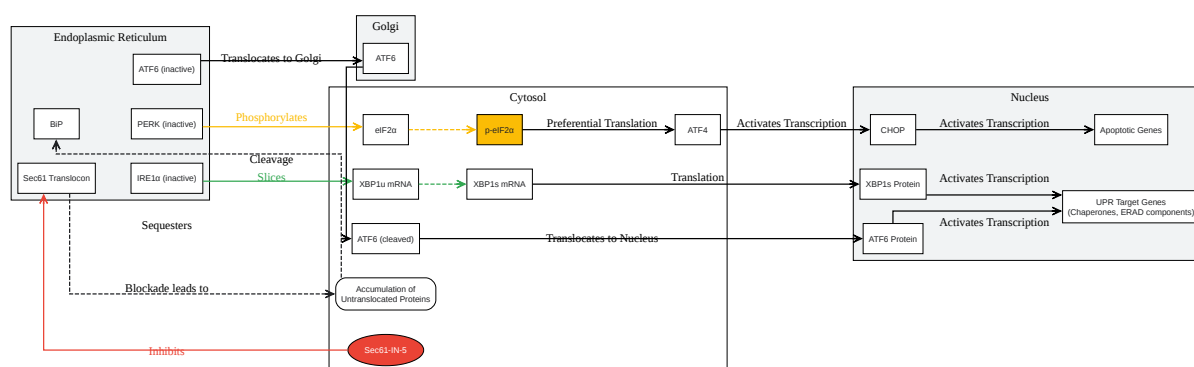 Golgi
Endoplasmic Reticulum
ATF6
Translocates to Golgi
ATF6 (inactive)
Cytosol
Nucleus
BiP
PERK (inactive)
Phosphorylates
eIF2α
p-eIF2α
Preferential Translation
ATF4
Activates Transcription
CHOP
Activates Transcription
Apoptotic Genes
Cleavage
Sec61 Translocon
IRE1α (inactive)
Slices
XBP1u mRNA
XBP1s mRNA
Translation
XBP1s Protein
Activates Transcription
UPR Target Genes
(Chaperones, ERAD components)
Sequesters
Activates Transcription
ATF6 (cleaved)
Translocates to Nucleus
ATF6 Protein
Blockade leads to
Accumulation of
Untranslocated Proteins
Inhibits
Sec61-IN-5